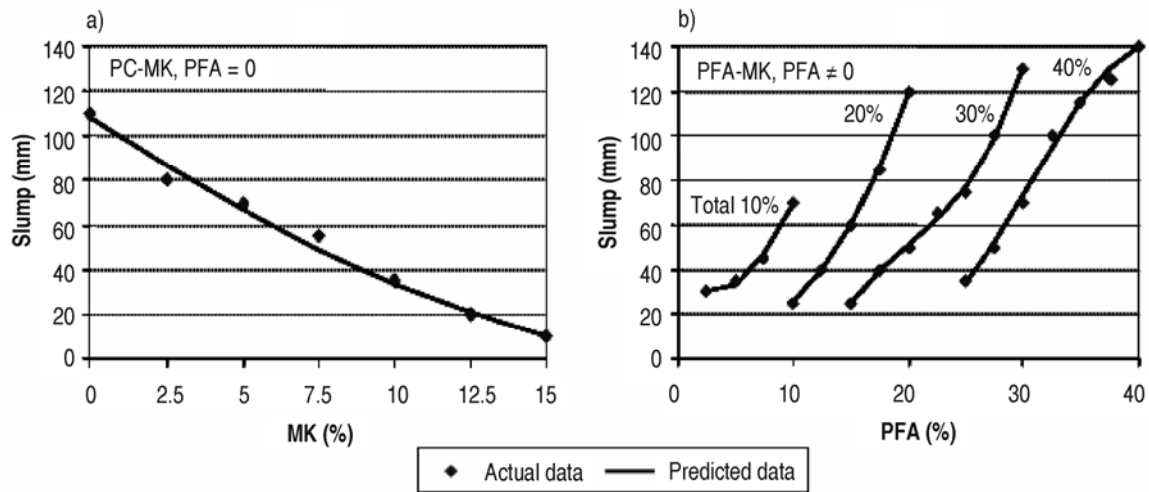 a)
PC-MK, PFA = 0
Slump (mm)
140
120
100
80
60
40
20
0
0 2.5 5 7.5 10 12.5 15
MK (%)
b)
PFA-MK, PFA ≠ 0
Slump (mm)
140
120
100
80
60
40
20
0
Total 10%
20%
30%
40%
0 10 20 30 40
PFA (%)
Actual data Predicted data